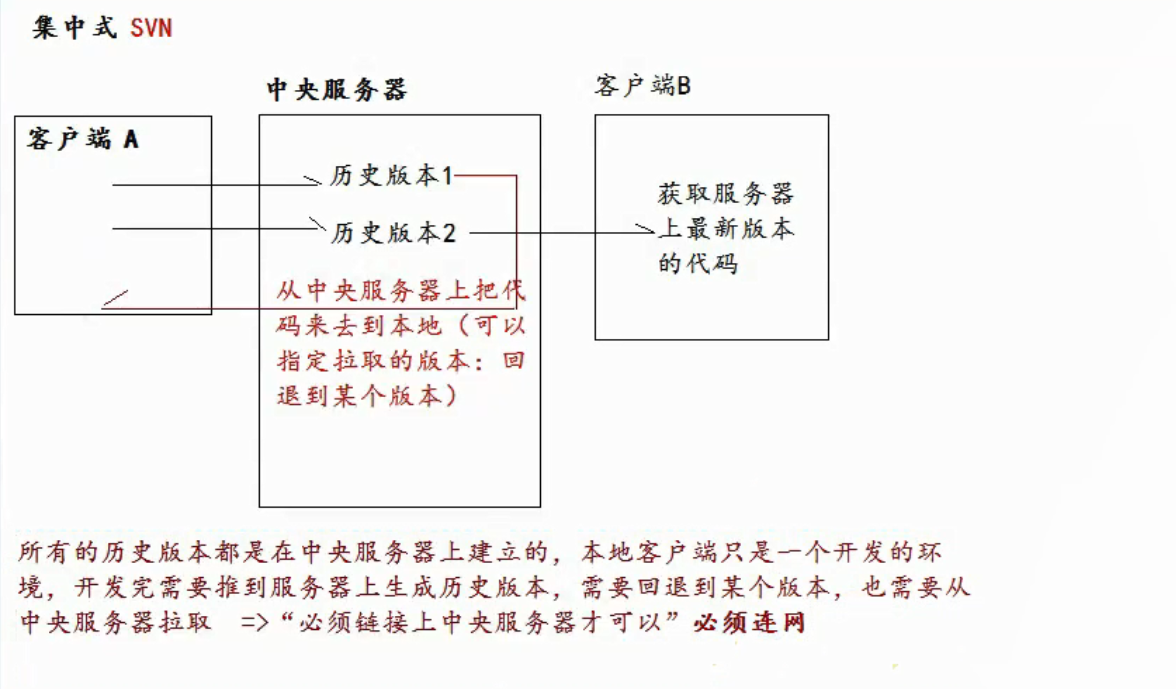 集中式 SVN
中央服务器
客户端B
客户端 A
历史版本1
历史版本2
获取服务器
上最新版本
的代码
从中央服务器上把代
码来去到本地（可以
指定拉取的版本：回
退到某个版本）
所有的历史版本都是在中央服务器上建立的，本地客户端只是一个开发的环
境，开发完需要推到服务器上生成历史版本，需要回退到某个版本，也需要从
中央服务器拉取 =>“必须链接上中央服务器才可以”必须连网